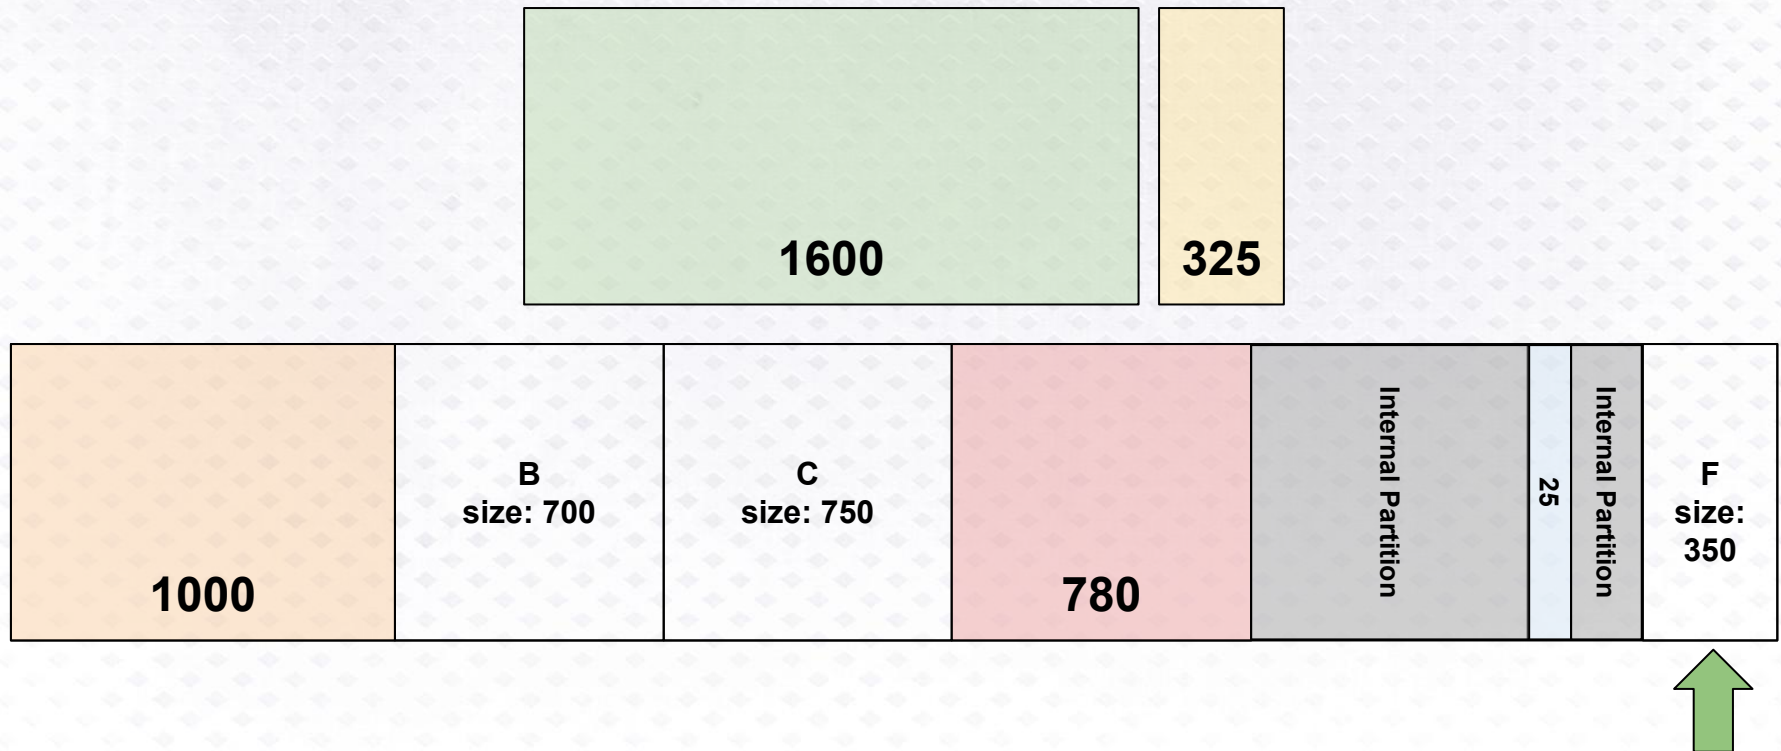 1600
325
1000
B
size: 700
C
size: 750
780
Internal Partition
25
Internal Partition
F
size:
350